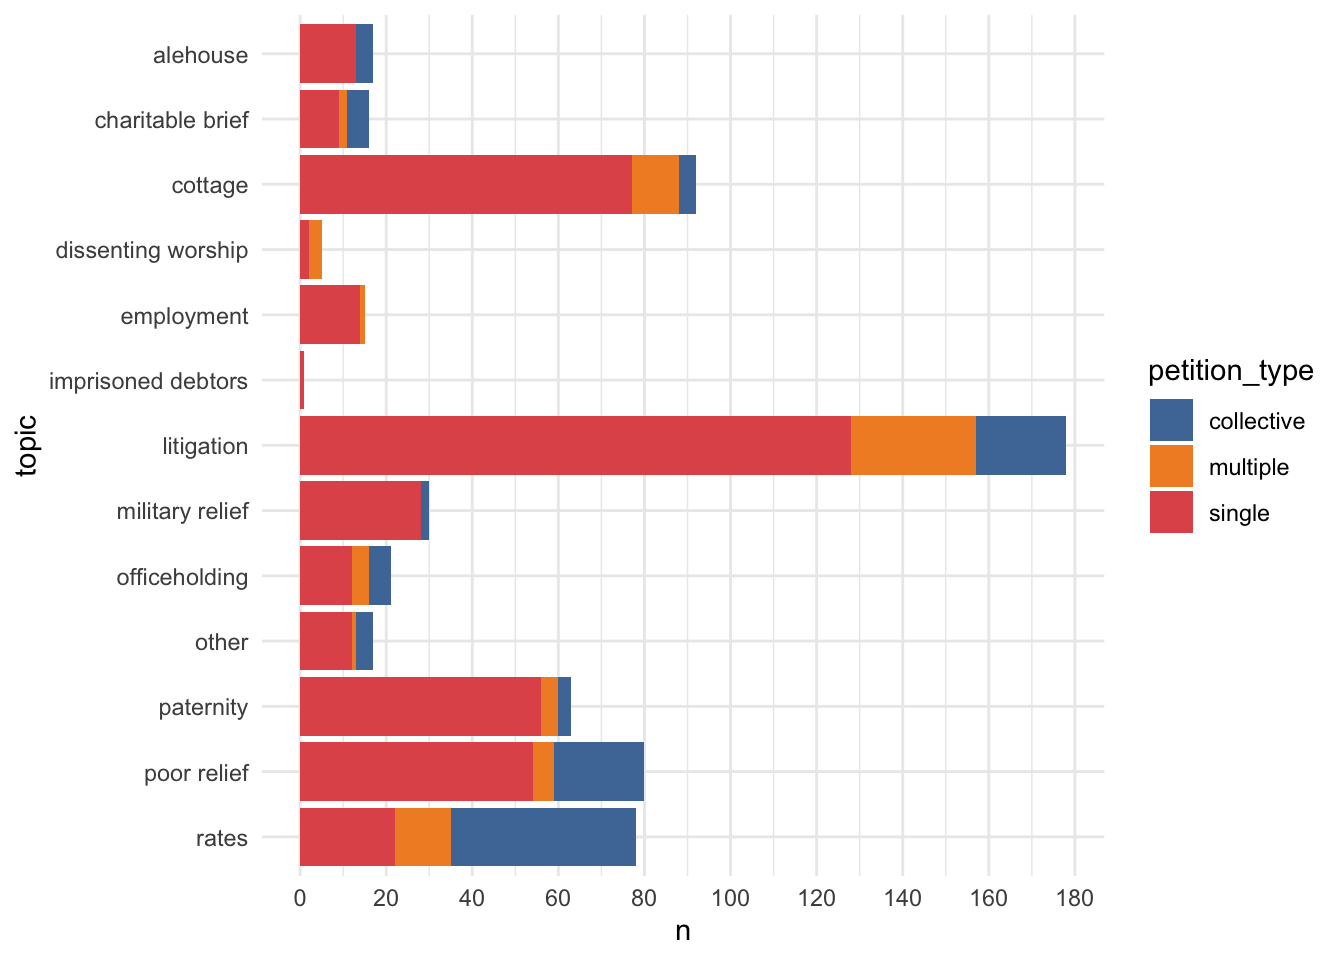 alehouse
charitable brief
cottage
dissenting worship
employment
imprisoned debtors
litigation
military relief
officeholding
other
paternity
poor relief
rates
topic
0 20 40 60 80 100 120 140 160 180
n
petition_type
collective
multiple
single